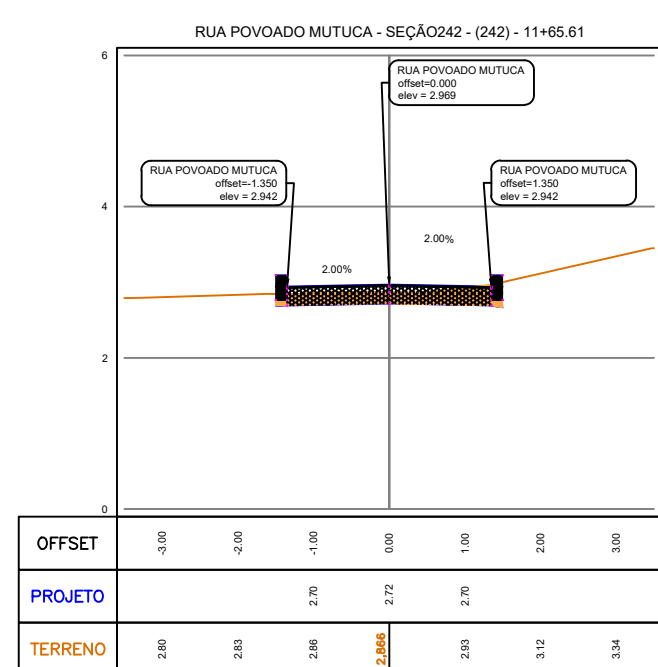 RUA POVOADO MUTUCA - SEÇÃO242 - (242) - 11+65.61
6
RUA POVOADO MUTUCA
offset=0.000
elev = 2.969
RUA POVOADO MUTUCA
offset=-1.350
elev = 2.942
RUA POVOADO MUTUCA
offset=1.350
elev = 2.942
4
2.00%
2.00%
2
0
OFFSET -3.00 -2.00 -1.00 0.00 1.00 2.00 3.00
PROJETO 2.70 2.72 2.70
TERRENO 2.80 2.83 2.86 2,866 2.93 3.12 3.34